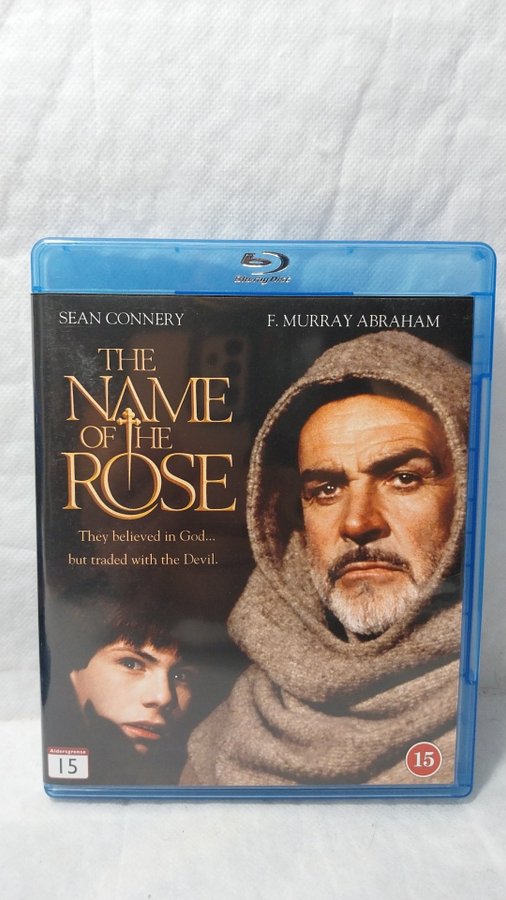 Blu-ray Disc
SEAN CONNERY F. MURRAY ABRAHAM
THE
NAME
OF THE
ROSE
They believed in God...
but traded with the Devil.
Aldersgrense
15
15